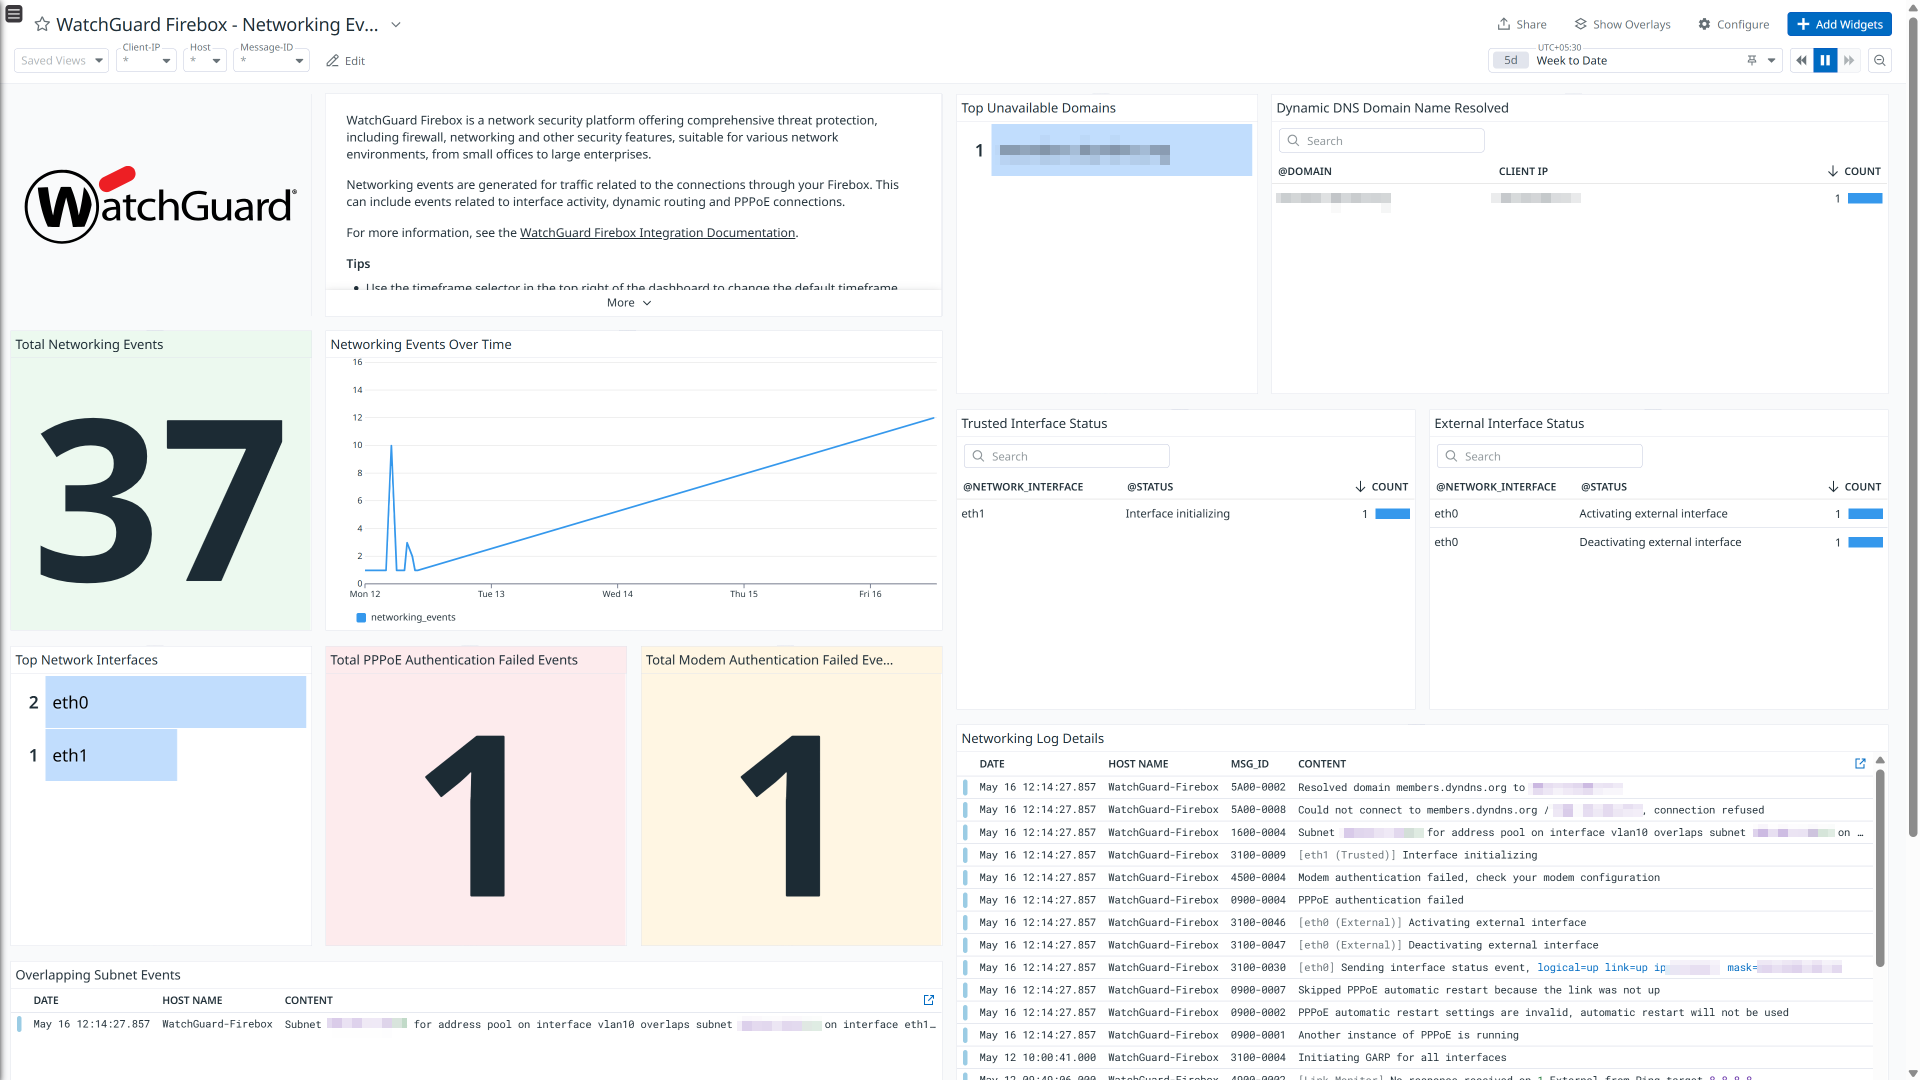 WatchGuard Firebox - Networking Ev...
Share
Show Overlays
Configure
Add Widgets
Saved Views
Client-IP
*
Host
*
Message-ID
*
Edit
UTC+05:30
5d
Week to Date
WatchGuard®
WatchGuard Firebox is a network security platform offering comprehensive threat protection,
including firewall, networking and other security features, suitable for various network
environments, from small offices to large enterprises.
Networking events are generated for traffic related to the connections through your Firebox. This
can include events related to interface activity, dynamic routing and PPPoE connections.
For more information, see the WatchGuard Firebox Integration Documentation.
Tips
• Use the timeframe selector in the top right of the dashboard to change the default timeframe
More
Top Unavailable Domains
1
Dynamic DNS Domain Name Resolved
Search
@DOMAIN CLIENT IP COUNT
1
Total Networking Events
37
Networking Events Over Time
16
14
12
10
8
6
4
2
0
Mon 12 Tue 13 Wed 14 Thu 15 Fri 16
networking_events
Trusted Interface Status
Search
@NETWORK_INTERFACE @STATUS COUNT
eth1 Interface initializing 1
External Interface Status
Search
@NETWORK_INTERFACE @STATUS COUNT
eth0 Activating external interface 1
eth0 Deactivating external interface 1
Top Network Interfaces
2 eth0
1 eth1
Total PPPoE Authentication Failed Events
1
Total Modem Authentication Failed Eve...
1
Networking Log Details
DATE HOST NAME MSG_ID CONTENT
May 16 12:14:27.857 WatchGuard-Firebox 5A00-0002 Resolved domain members.dyndns.org to
May 16 12:14:27.857 WatchGuard-Firebox 5A00-0008 Could not connect to members.dyndns.org / , connection refused
May 16 12:14:27.857 WatchGuard-Firebox 1600-0004 Subnet for address pool on interface vlan10 overlaps subnet on …
May 16 12:14:27.857 WatchGuard-Firebox 3100-0009 [eth1 (Trusted)] Interface initializing
May 16 12:14:27.857 WatchGuard-Firebox 4500-0004 Modem authentication failed, check your modem configuration
May 16 12:14:27.857 WatchGuard-Firebox 0900-0004 PPPoE authentication failed
May 16 12:14:27.857 WatchGuard-Firebox 3100-0046 [eth0 (External)] Activating external interface
May 16 12:14:27.857 WatchGuard-Firebox 3100-0047 [eth0 (External)] Deactivating external interface
May 16 12:14:27.857 WatchGuard-Firebox 3100-0030 [eth0] Sending interface status event, logical=up link=up ip mask=
May 16 12:14:27.857 WatchGuard-Firebox 0900-0007 Skipped PPPoE automatic restart because the link was not up
May 16 12:14:27.857 WatchGuard-Firebox 0900-0002 PPPoE automatic restart settings are invalid, automatic restart will not be used
May 16 12:14:27.857 WatchGuard-Firebox 0900-0001 Another instance of PPPoE is running
May 12 10:00:41.000 WatchGuard-Firebox 3100-0004 Initiating GARP for all interfaces
Overlapping Subnet Events
DATE HOST NAME CONTENT
May 16 12:14:27.857 WatchGuard-Firebox Subnet for address pool on interface vlan10 overlaps subnet on interface eth1…